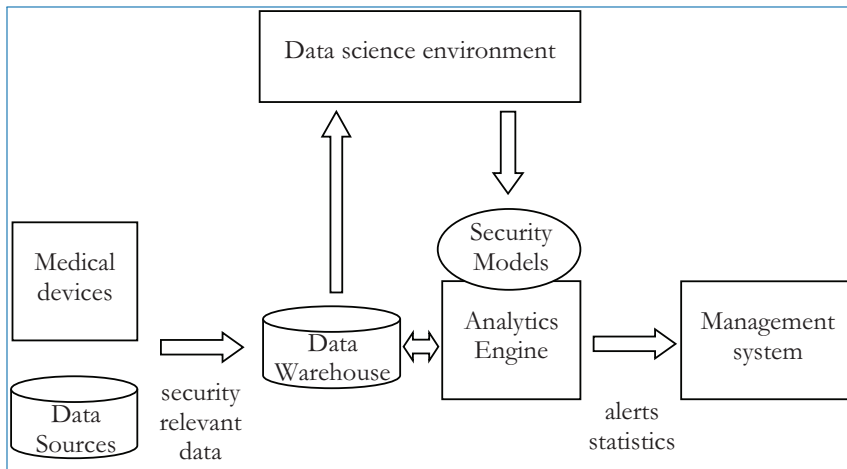 Data science environment
Medical
devices
Security
Models
Data
Warehouse
Analytics
Engine
Management
system
Data
Sources
security
relevant
data
alerts
statistics